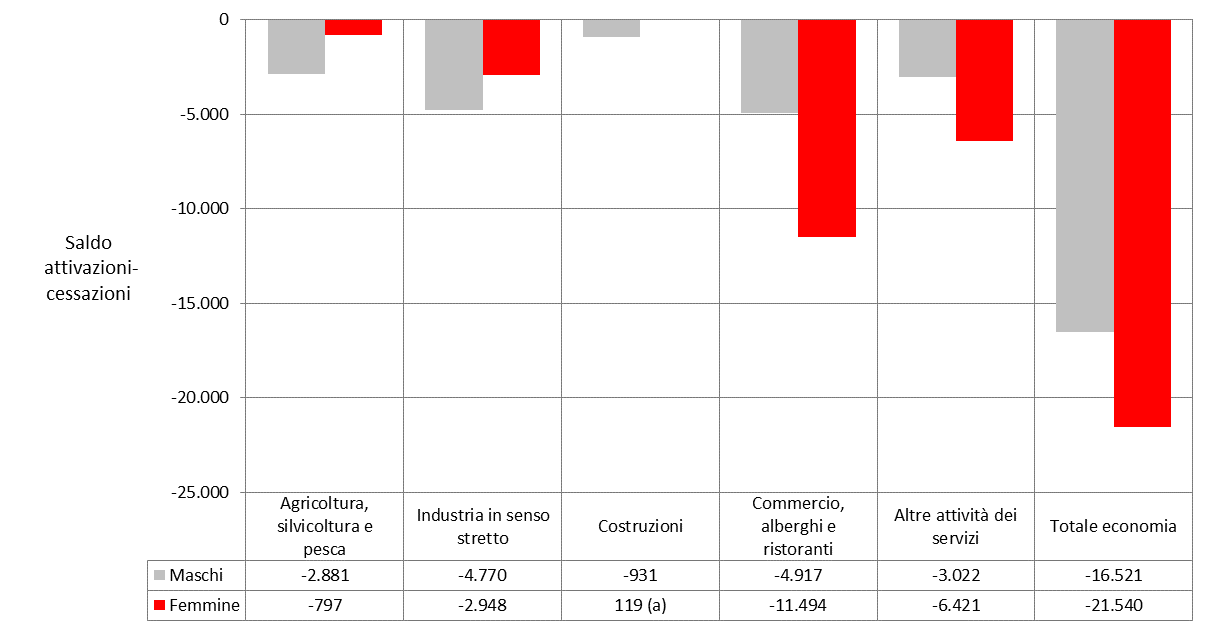 0
-5.000
-10.000
-15.000
-20.000
-25.000
Saldo
attivazioni-
cessazioni
Agricoltura,
silvicoltura e
pesca
Industria in senso
stretto
Costruzioni
Commercio,
alberghi e
ristoranti
Altre attività dei
servizi
Totale economia
Maschi -2.881 -4.770 -931 -4.917 -3.022 -16.521
Femmine -797 -2.948 119 (a) -11.494 -6.421 -21.540